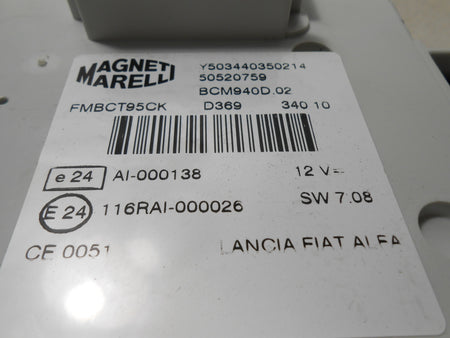 MAGNETI MARELLI
Y503440350214
50520759
BCM940D.02
FMBCT95CK D369 340 10
e 24 AI-000138 12 V
E 24 116RAI-000026 SW 7.08
CE 0051 LANCIA FIAT ALFA